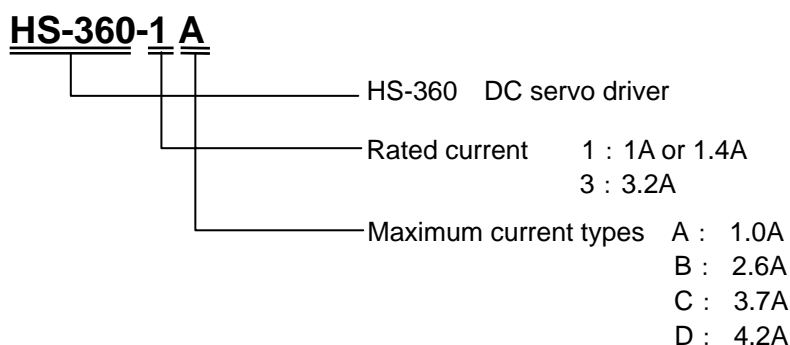 HS-360-1 A
HS-360 DC servo driver
Rated current 1：1A or 1.4A
3：3.2A
Maximum current types A： 1.0A
B： 2.6A
C： 3.7A
D： 4.2A